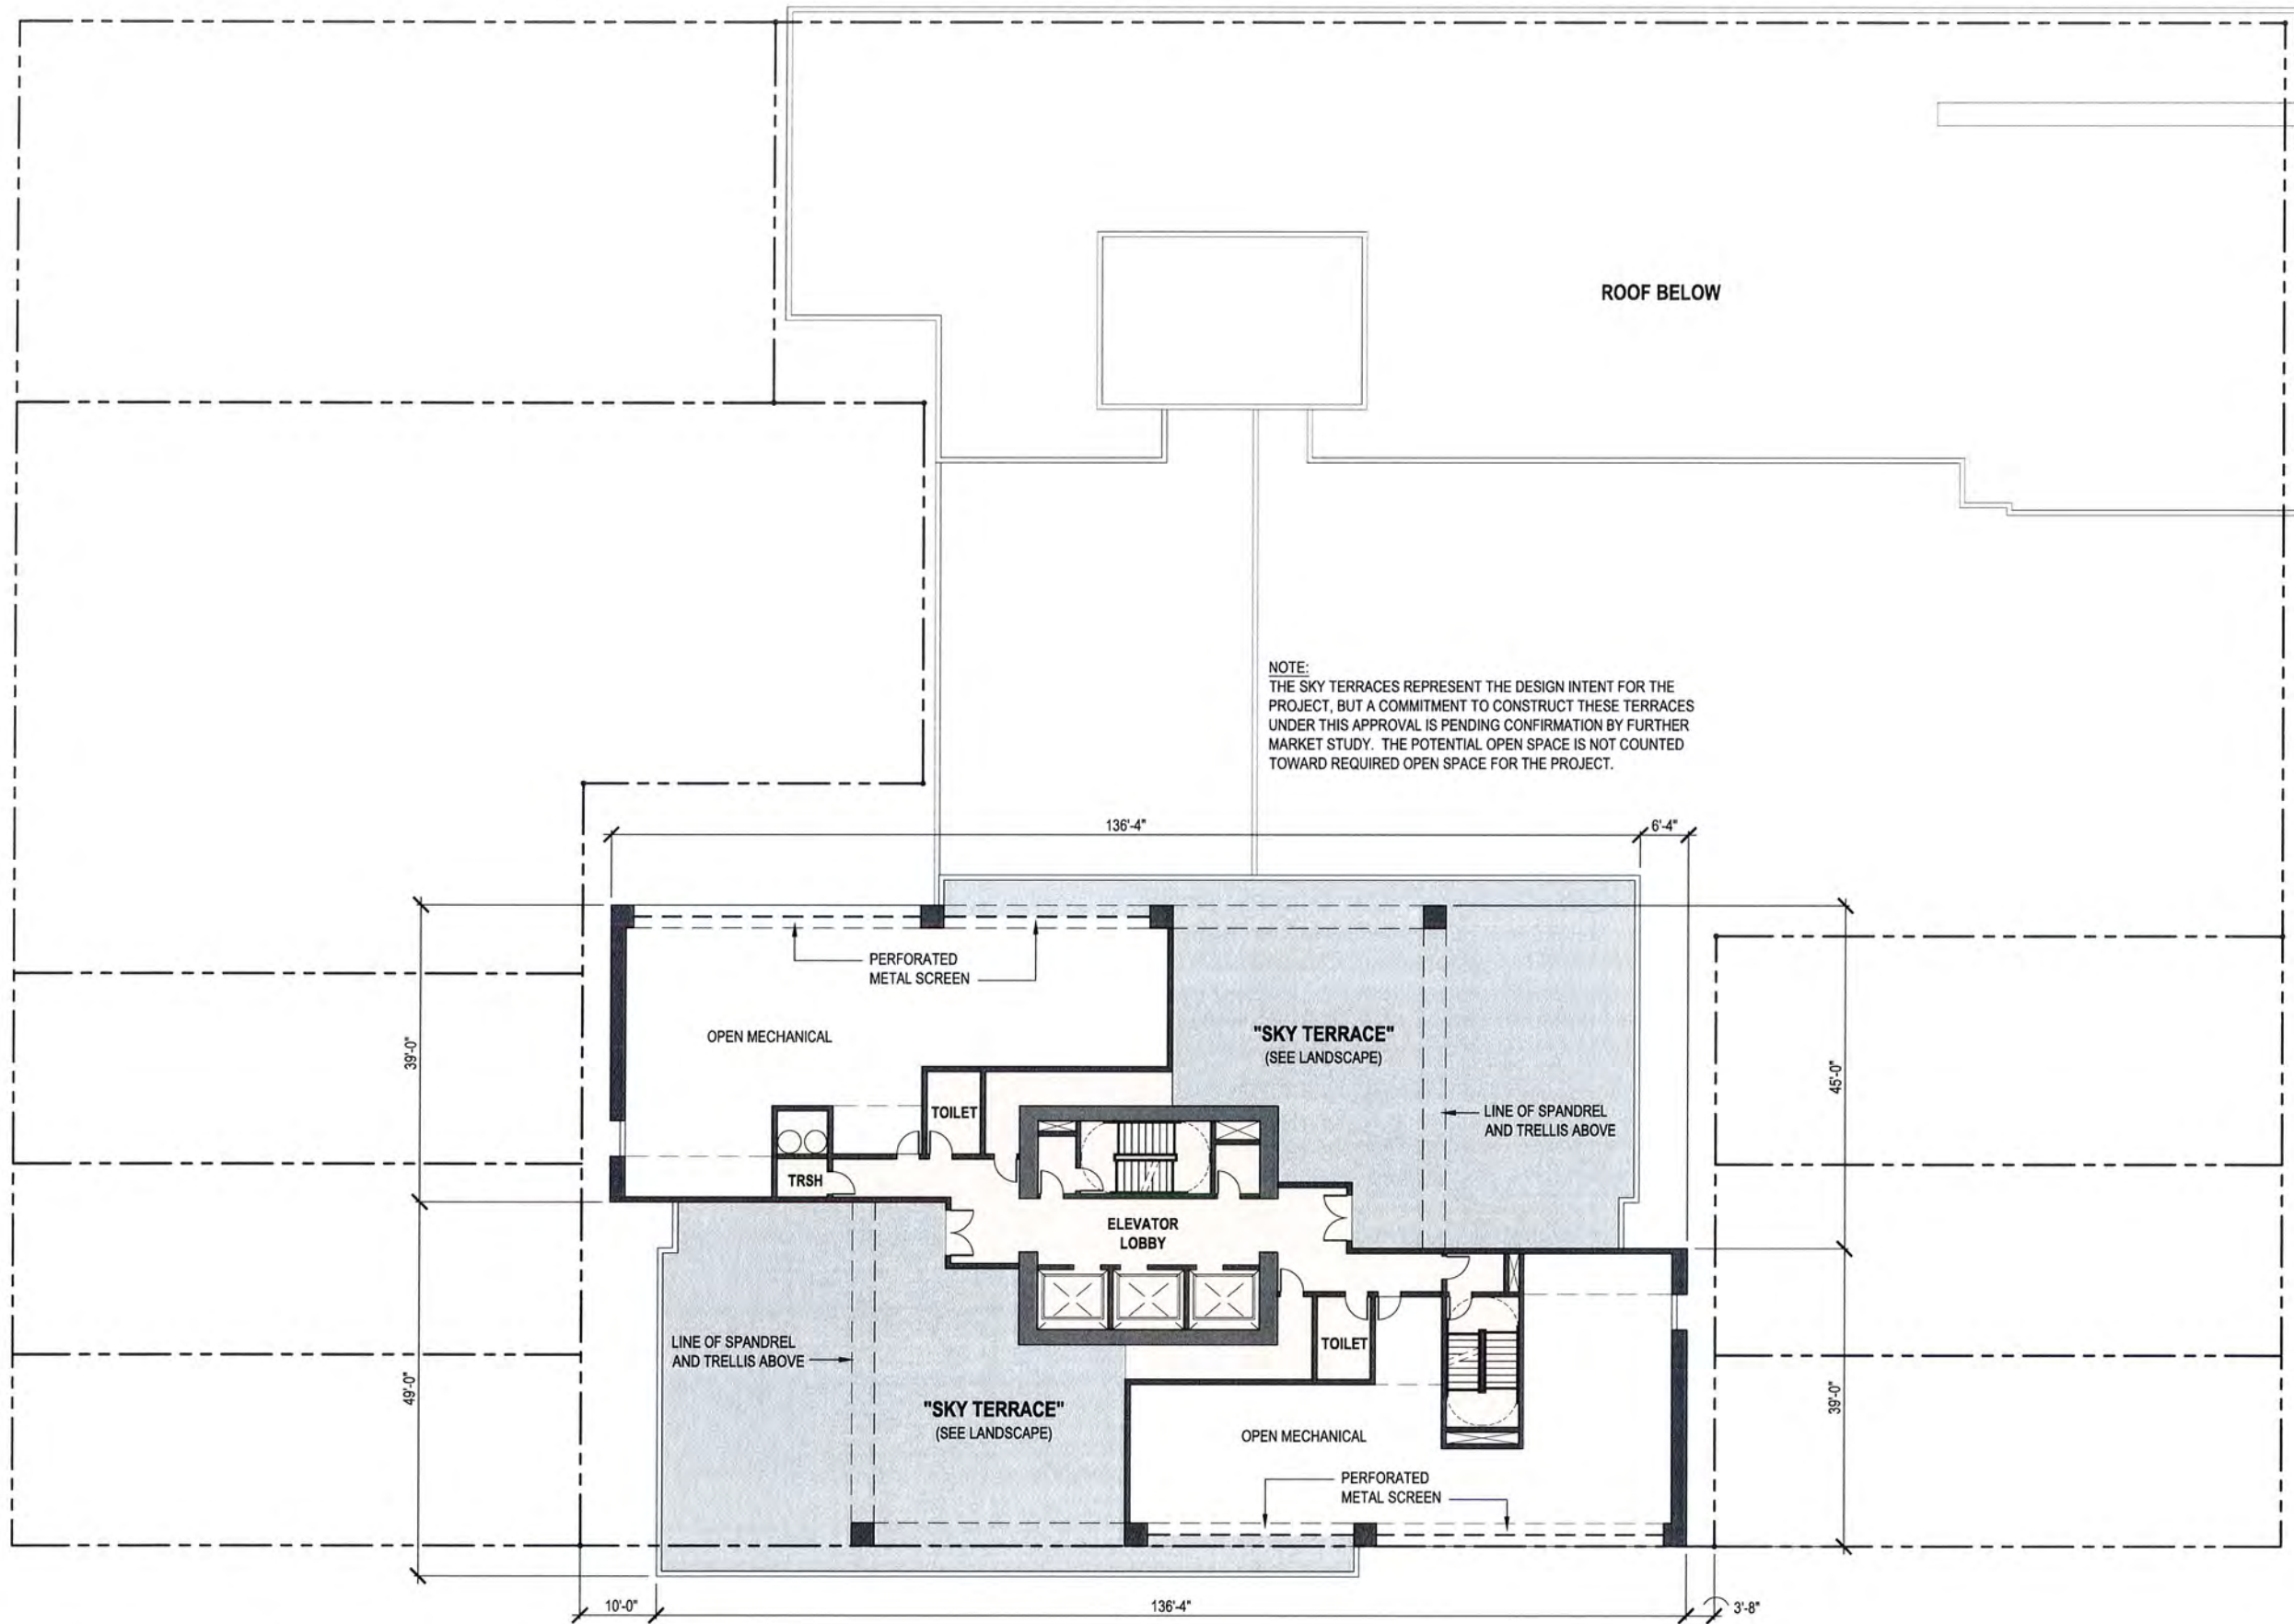 ROOF BELOW
NOTE:
THE SKY TERRACES REPRESENT THE DESIGN INTENT FOR THE
PROJECT, BUT A COMMITMENT TO CONSTRUCT THESE TERRACES
UNDER THIS APPROVAL IS PENDING CONFIRMATION BY FURTHER
MARKET STUDY. THE POTENTIAL OPEN SPACE IS NOT COUNTED
TOWARD REQUIRED OPEN SPACE FOR THE PROJECT.
136'-4"
6'-4"
PERFORATED
METAL SCREEN
OPEN MECHANICAL
"SKY TERRACE"
(SEE LANDSCAPE)
39'-0"
45'-0"
TOILET
LINE OF SPANDREL
AND TRELLIS ABOVE
TRSH
ELEVATOR
LOBBY
LINE OF SPANDREL
AND TRELLIS ABOVE
TOILET
49'-0"
39'-0"
"SKY TERRACE"
(SEE LANDSCAPE)
OPEN MECHANICAL
PERFORATED
METAL SCREEN
10'-0"
136'-4"
3'-8"